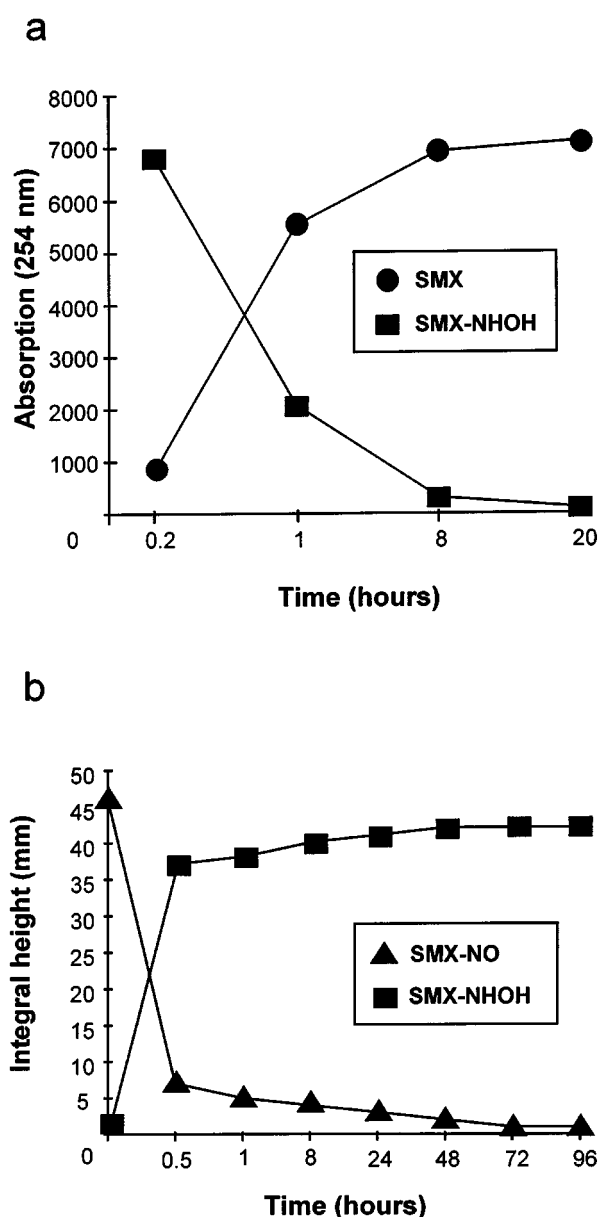 a
Absorption (254 nm)
8000
7000
6000
5000
4000
3000
2000
1000
0
SMX
SMX-NHOH
0.2 1 8 20
Time (hours)
b
Integral height (mm)
50
45
40
35
30
25
20
15
10
5
0
SMX-NO
SMX-NHOH
0.5 1 8 24 48 72 96
Time (hours)